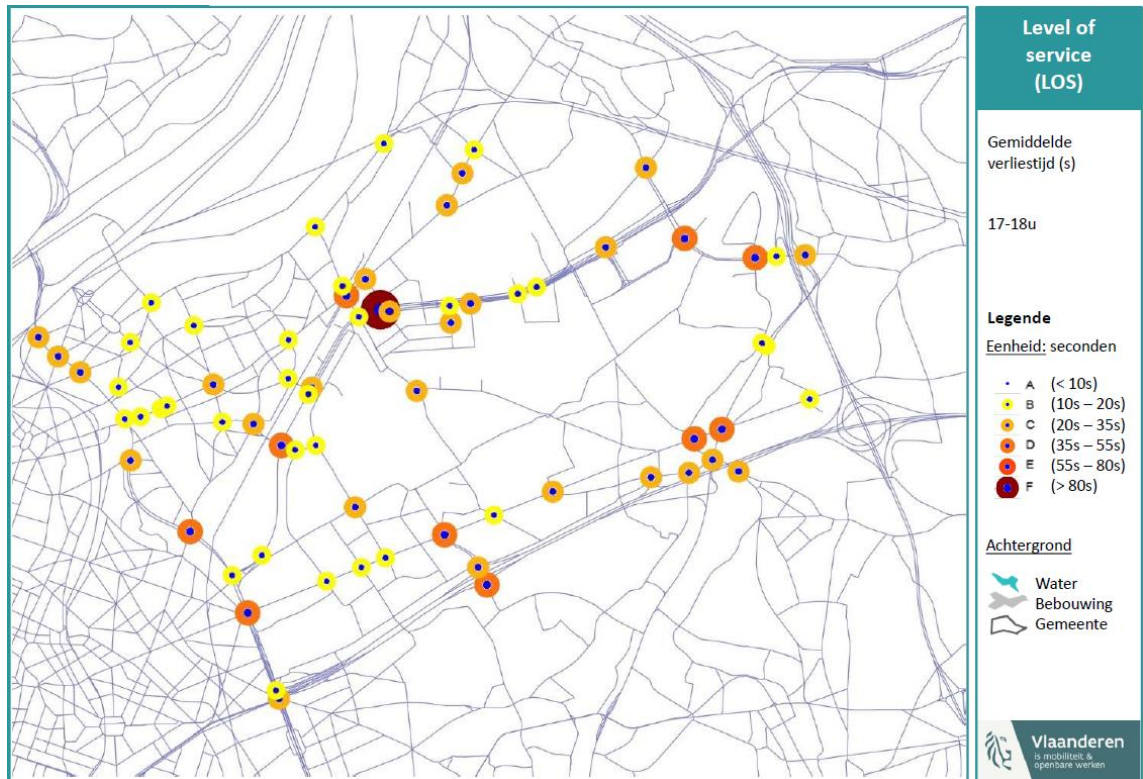 Level of
service
(LOS)
Gemiddelde
verliestijd (s)
17-18u
Legende
Eenheid: seconden
A (< 10s)
B (10s – 20s)
C (20s – 35s)
D (35s – 55s)
E (55s – 80s)
F (> 80s)
Achtergrond
Water
Bebouwing
Gemeente
Vlaanderen
is mobiliteit &
openbare werken